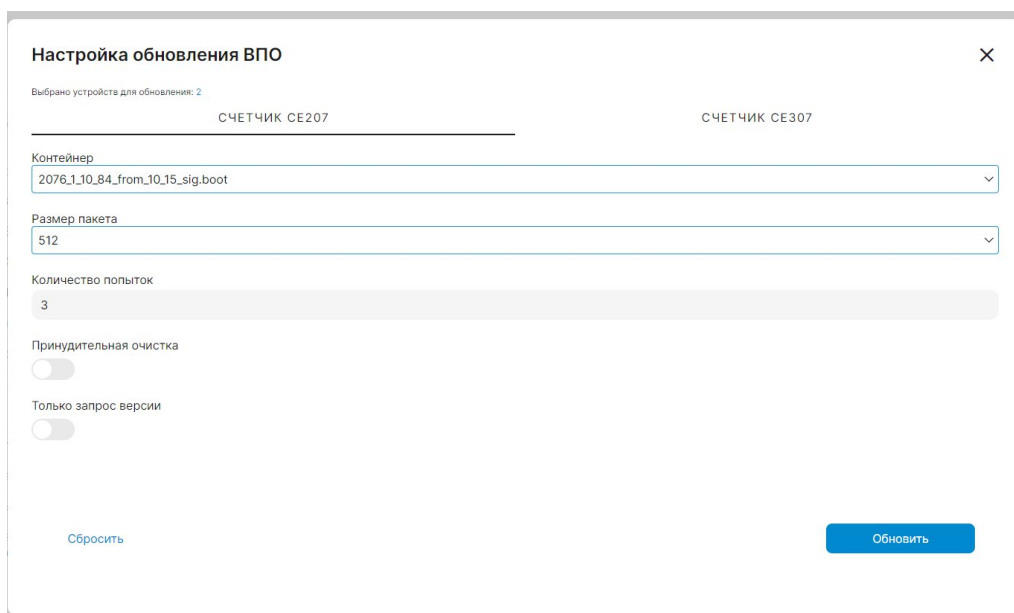 Настройка обновления ВПО
Выбрано устройств для обновления: 2
СЧЕТЧИК CE207
СЧЕТЧИК CE307
Контейнер
2076_1_10_84_from_10_15_sig.boot
Размер пакета
512
Количество попыток
3
Принудительная очистка
Только запрос версии
Сбросить
Обновить